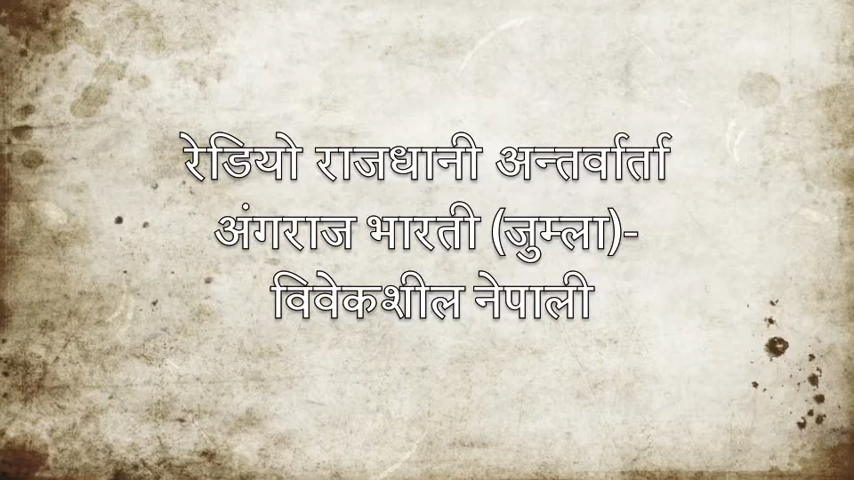 रेडियो राजधानी अन्तर्वार्ता
अंगराज भारती (जुम्ला)-
विवेकशील नेपाली